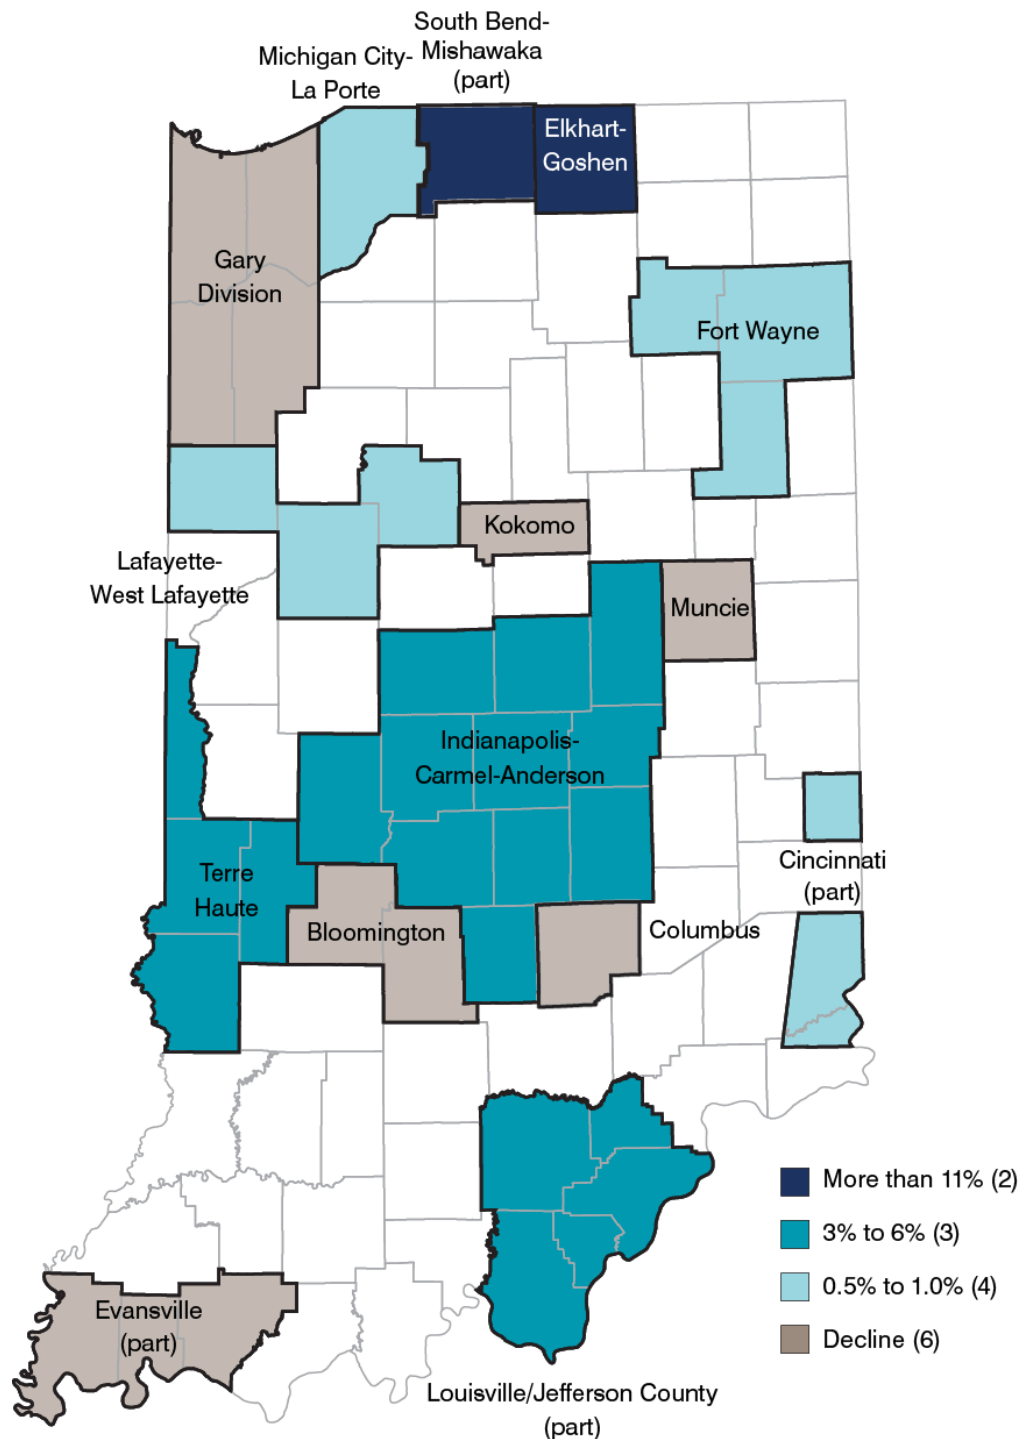 South Bend-
Mishawaka
(part)
Michigan City-
La Porte
Elkhart-
Goshen
Gary
Division
Fort Wayne
Kokomo
Lafayette-
West Lafayette
Muncie
Indianapolis-
Carmel-Anderson
Cincinnati
(part)
Terre
Haute
Bloomington
Columbus
More than 11% (2)
3% to 6% (3)
0.5% to 1.0% (4)
Decline (6)
Evansville
(part)
Louisville/Jefferson County
(part)